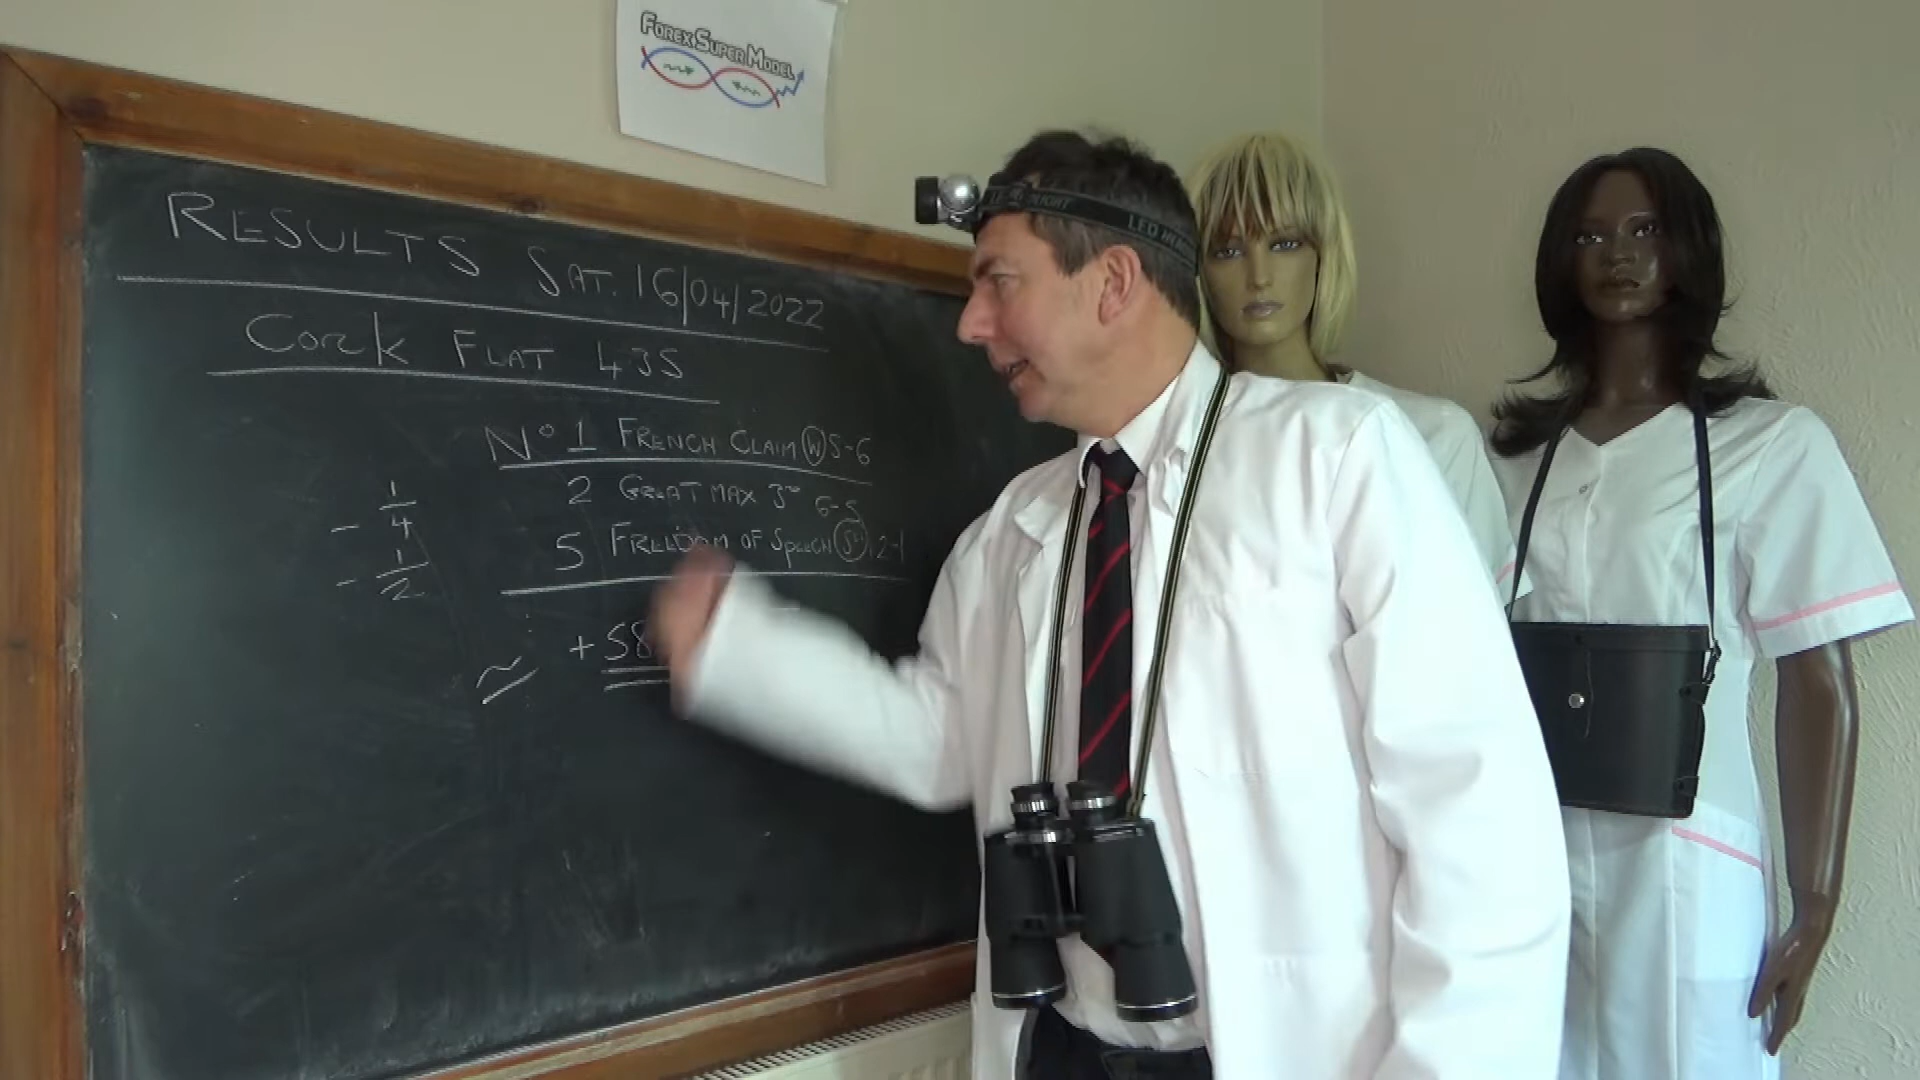 FOREX SUPER MODEL
RESULTS SAT. 16/04/2022
CORK FLAT 435
N° 1 FRENCH CLAIM W 5-6
2 GREAT MAX 3RD 6-5
5 FREEDOM OF SPEECH 2-1
- 1/4
- 1/2
≈ + 58
LED HEADLIGHT